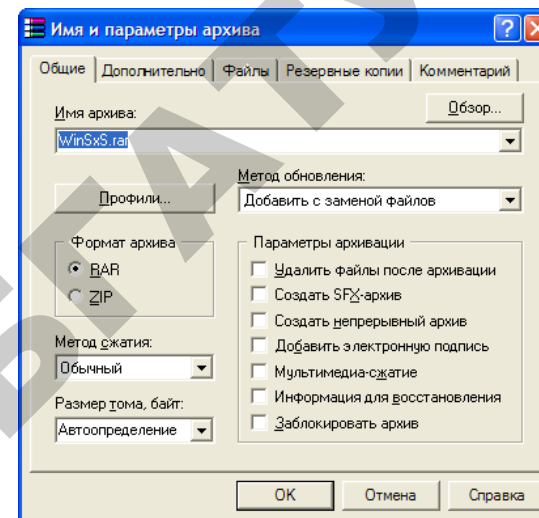 Имя и параметры архива
Общие Дополнительно Файлы Резервные копии Комментарий
Имя архива:
Обзор...
WinSxS.rar
Метод обновления:
Профили...
Добавить с заменой файлов
Формат архива
RAR
ZIP
Метод сжатия:
Обычный
Размер тома, байт:
Автоопределение
Параметры архивации
Удалить файлы после архивации
Создать SFX-архив
Создать непрерывный архив
Добавить электронную подпись
Мультимедиа-сжатие
Информация для восстановления
Заблокировать архив
OK Отмена Справка
БГАТУ